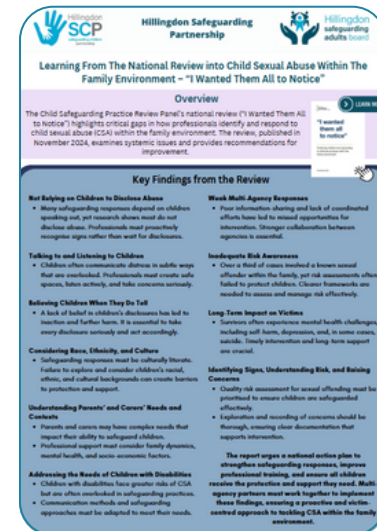 Hillingdon
SCP
Hillingdon Safeguarding
Partnership
Hillingdon
safeguarding
adults board
Learning From The National Review into Child Sexual Abuse Within The
Family Environment – "I Wanted Them All to Notice"
Overview
The Child Safeguarding Practice Review Panel's national review ("I Wanted Them All
to Notice") highlights critical gaps in how professionals identify and respond to
child sexual abuse (CSA) within the family environment. The review, published in
November 2024, examines systemic issues and provides recommendations for
improvement.
LEARN M
"I wanted
them all
to notice"
Key Findings from the Review
Not Relying on Children to Disclose Abuse
• Many safeguarding responses depend on children
speaking out, yet research shows most do not
disclose abuse. Professionals must proactively
recognise signs rather than wait for disclosures.
Talking to and Listening to Children
• Children often communicate distress in subtle ways
that are overlooked. Professionals must create safe
spaces, listen actively, and take concerns seriously.
Believing Children When They Do Tell
• A lack of belief in children's disclosures has led to
inaction and further harm. It is essential to take
every disclosure seriously and act accordingly.
Considering Race, Ethnicity, and Culture
• Safeguarding responses must be culturally literate.
Failure to explore and consider children's racial,
ethnic, and cultural backgrounds can create barriers
to protection and support.
Understanding Parents' and Carers' Needs and
Contexts
• Parents and carers may have complex needs that
impact their ability to safeguard children.
• Professional support must consider family dynamics,
mental health, and socio-economic factors.
Addressing the Needs of Children with Disabilities
• Children with disabilities face greater risks of CSA
but are often overlooked in safeguarding practices.
• Communication methods and safeguarding
approaches must be adapted to meet their needs.
Weak Multi-Agency Responses
• Poor information sharing and lack of coordinated
efforts have led to missed opportunities for
intervention. Stronger collaboration between
agencies is essential.
Inadequate Risk Awareness
• Over a third of cases involved a known sexual
offender within the family, yet risk assessments often
failed to protect children. Clearer frameworks are
needed to assess and manage risk effectively.
Long-Term Impact on Victims
• Survivors often experience mental health challenges,
including self harm, depression, and, in some cases,
suicide. Timely intervention and long-term support
are crucial.
Identifying Signs, Understanding Risk, and Raising
Concerns
• Quality risk assessment for sexual offending must be
prioritised to ensure children are safeguarded
effectively.
• Exploration and recording of concerns should be
thorough, ensuring clear documentation that
supports intervention.
The report urges a national action plan to
strengthen safeguarding responses, improve
professional training, and ensure all children
receive the protection and support they need. Multi-
agency partners must work together to implement
these findings, ensuring a proactive and victim-
centred approach to tackling CSA within the family
environment.